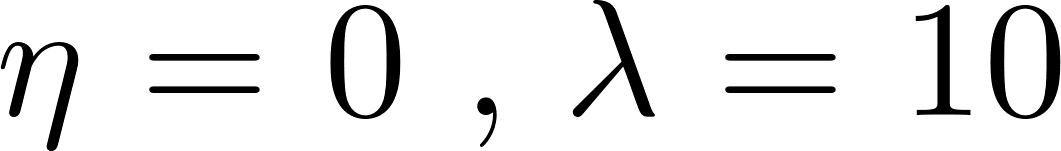 η = 0 , λ = 10